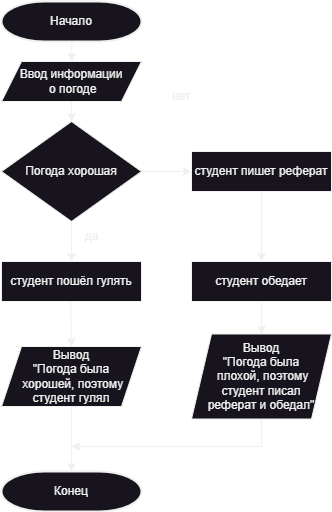 Начало
Ввод информации
о погоде
нет
Погода хорошая
студент пишет реферат
да
студент пошёл гулять
студент обедает
Вывод
"Погода была
хорошей, поэтому
студент гулял
Вывод
"Погода была
плохой, поэтому
студент писал
реферат и обедал"
Конец